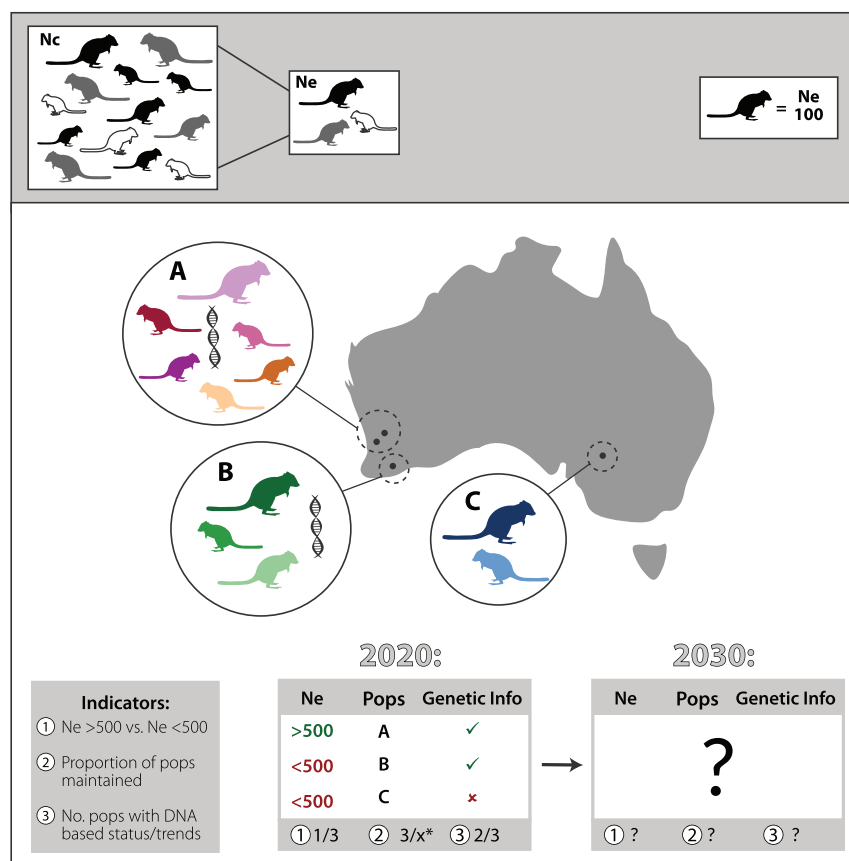 Nc
Ne
= Ne
100
A
B
C
2020:
2030:
Indicators:
① Ne >500 vs. Ne <500
② Proportion of pops
maintained
③ No. pops with DNA
based status/trends
Ne Pops Genetic Info
>500 A ✓
<500 B ✓
<500 C ✘
① 1/3 ② 3/x* ③ 2/3
Ne Pops Genetic Info
?
① ? ② ? ③ ?